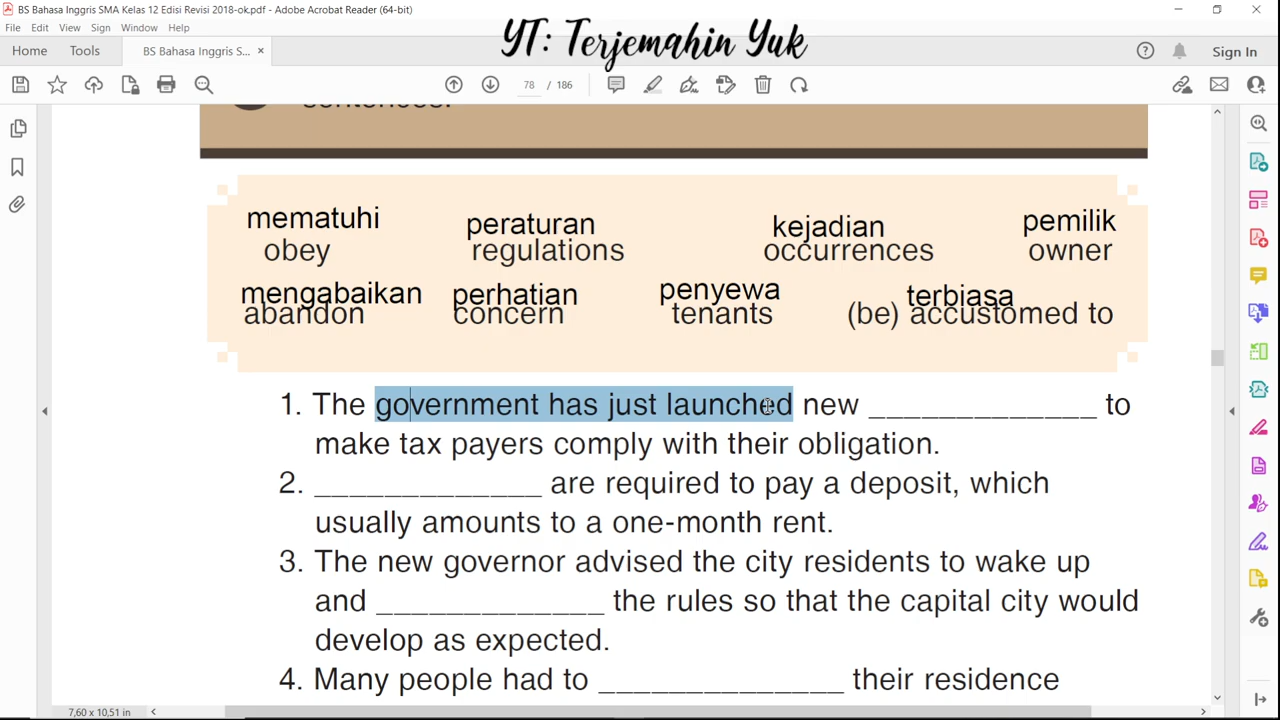 BS Bahasa Inggris SMA Kelas 12 Edisi Revisi 2018-ok.pdf - Adobe Acrobat Reader (64-bit)
File Edit View Sign Window Help
YT: Terjemahin Yuk
Home Tools BS Bahasa Inggris S... × Sign In
78 / 186
sentences.
mematuhi peraturan kejadian pemilik
obey regulations occurrences owner
mengabaikan perhatian penyewa terbiasa
abandon concern tenants (be) accustomed to
1. The government has just launched new _____________ to
make tax payers comply with their obligation.
2. _____________ are required to pay a deposit, which
usually amounts to a one-month rent.
3. The new governor advised the city residents to wake up
and _____________ the rules so that the capital city would
develop as expected.
4. Many people had to ______________ their residence
7,60 x 10,51 in